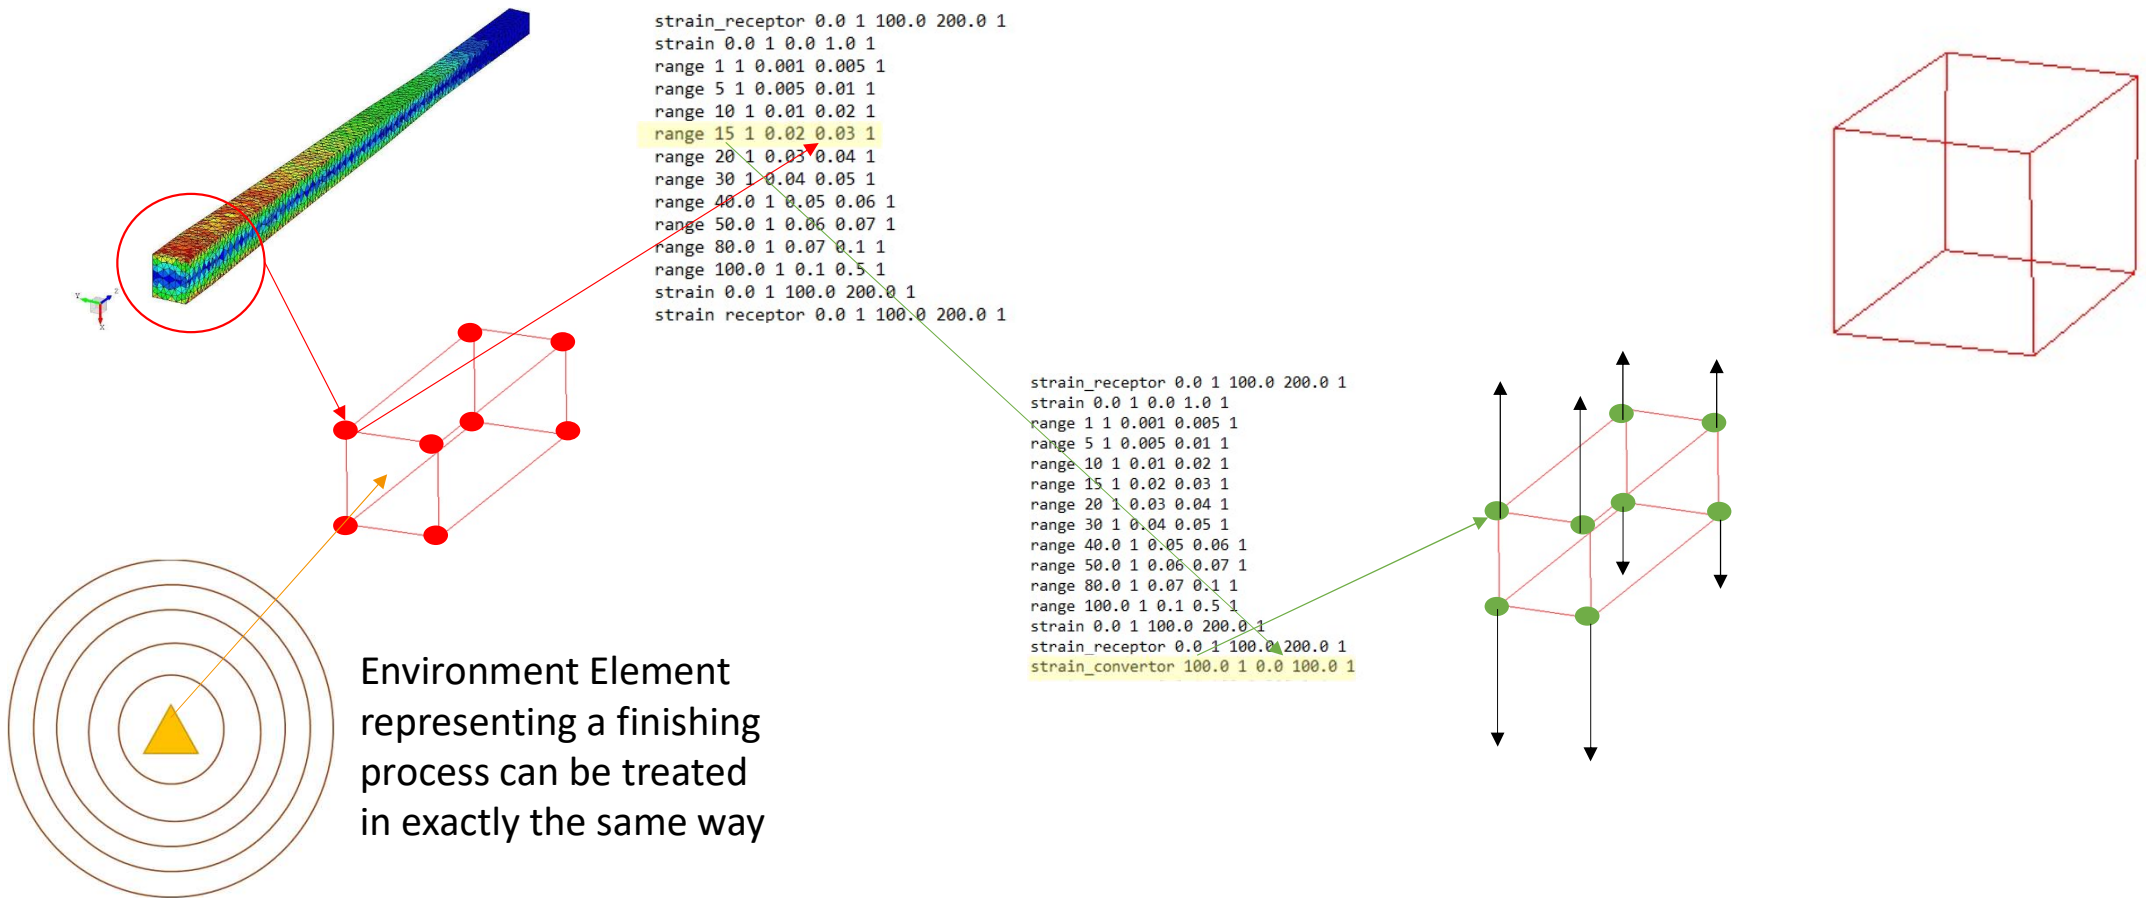 strain_receptor 0.0 1 100.0 200.0 1
strain 0.0 1 0.0 1.0 1
range 1 1 0.001 0.005 1
range 5 1 0.005 0.01 1
range 10 1 0.01 0.02 1
range 15 1 0.02 0.03 1
range 20 1 0.03 0.04 1
range 30 1 0.04 0.05 1
range 40.0 1 0.05 0.06 1
range 50.0 1 0.06 0.07 1
range 80.0 1 0.07 0.1 1
range 100.0 1 0.1 0.5 1
strain 0.0 1 100.0 200.0 1
strain receptor 0.0 1 100.0 200.0 1
Y
Z
X
strain_receptor 0.0 1 100.0 200.0 1
strain 0.0 1 0.0 1.0 1
range 1 1 0.001 0.005 1
range 5 1 0.005 0.01 1
range 10 1 0.01 0.02 1
range 15 1 0.02 0.03 1
range 20 1 0.03 0.04 1
range 30 1 0.04 0.05 1
range 40.0 1 0.05 0.06 1
range 50.0 1 0.06 0.07 1
range 80.0 1 0.07 0.1 1
range 100.0 1 0.1 0.5 1
strain 0.0 1 100.0 200.0 1
strain_receptor 0.0 1 100.0 200.0 1
strain_convertor 100.0 1 0.0 100.0 1
Environment Element
representing a finishing
process can be treated
in exactly the same way